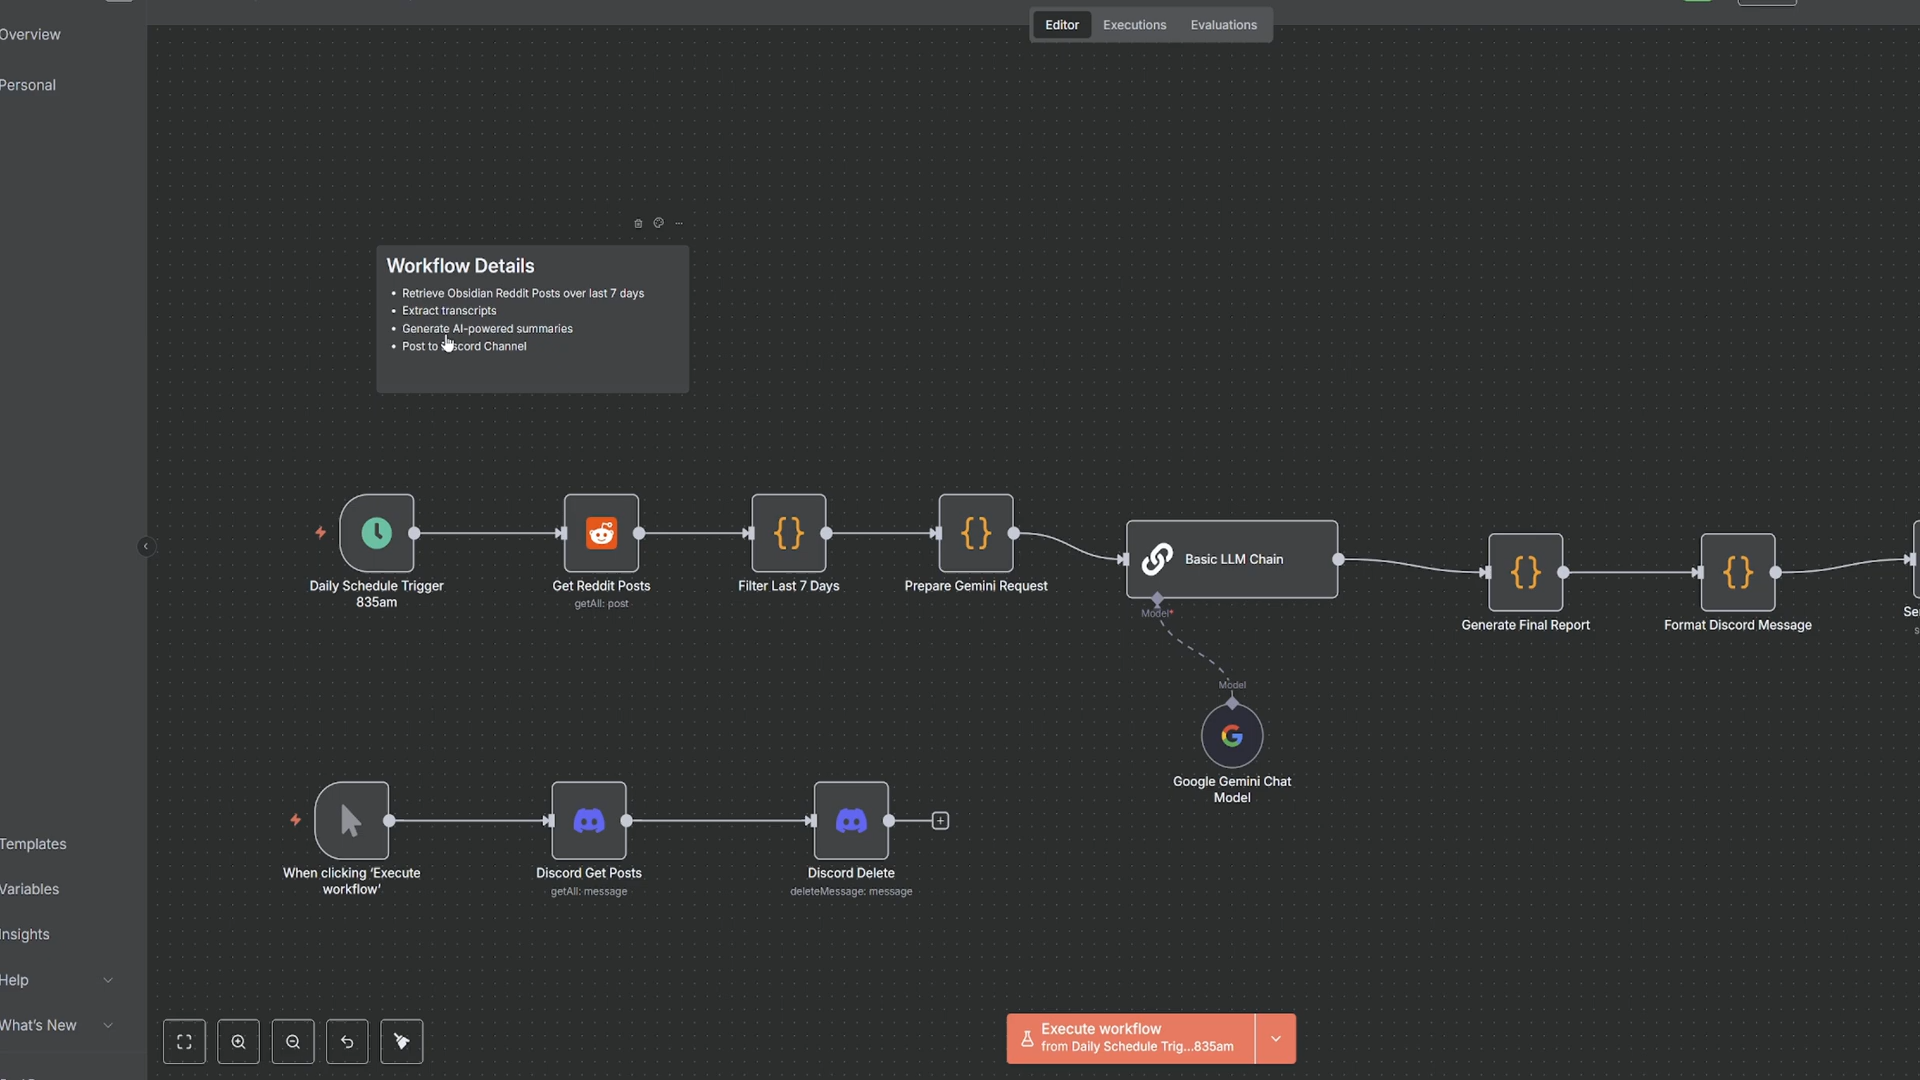 Editor Executions Evaluations
Overview
Personal
Workflow Details
• Retrieve Obsidian Reddit Posts over last 7 days
• Extract transcripts
• Generate AI-powered summaries
• Post to scord Channel
Daily Schedule Trigger
835am
Get Reddit Posts
getAll: post
Filter Last 7 Days
Prepare Gemini Request
Basic LLM Chain
Model*
Generate Final Report
Format Discord Message
Model
Google Gemini Chat
Model
When clicking ‘Execute
workflow’
Discord Get Posts
getAll: message
Discord Delete
deleteMessage: message
Templates
Variables
Insights
Help
What's New
Execute workflow
from Daily Schedule Trig...835am